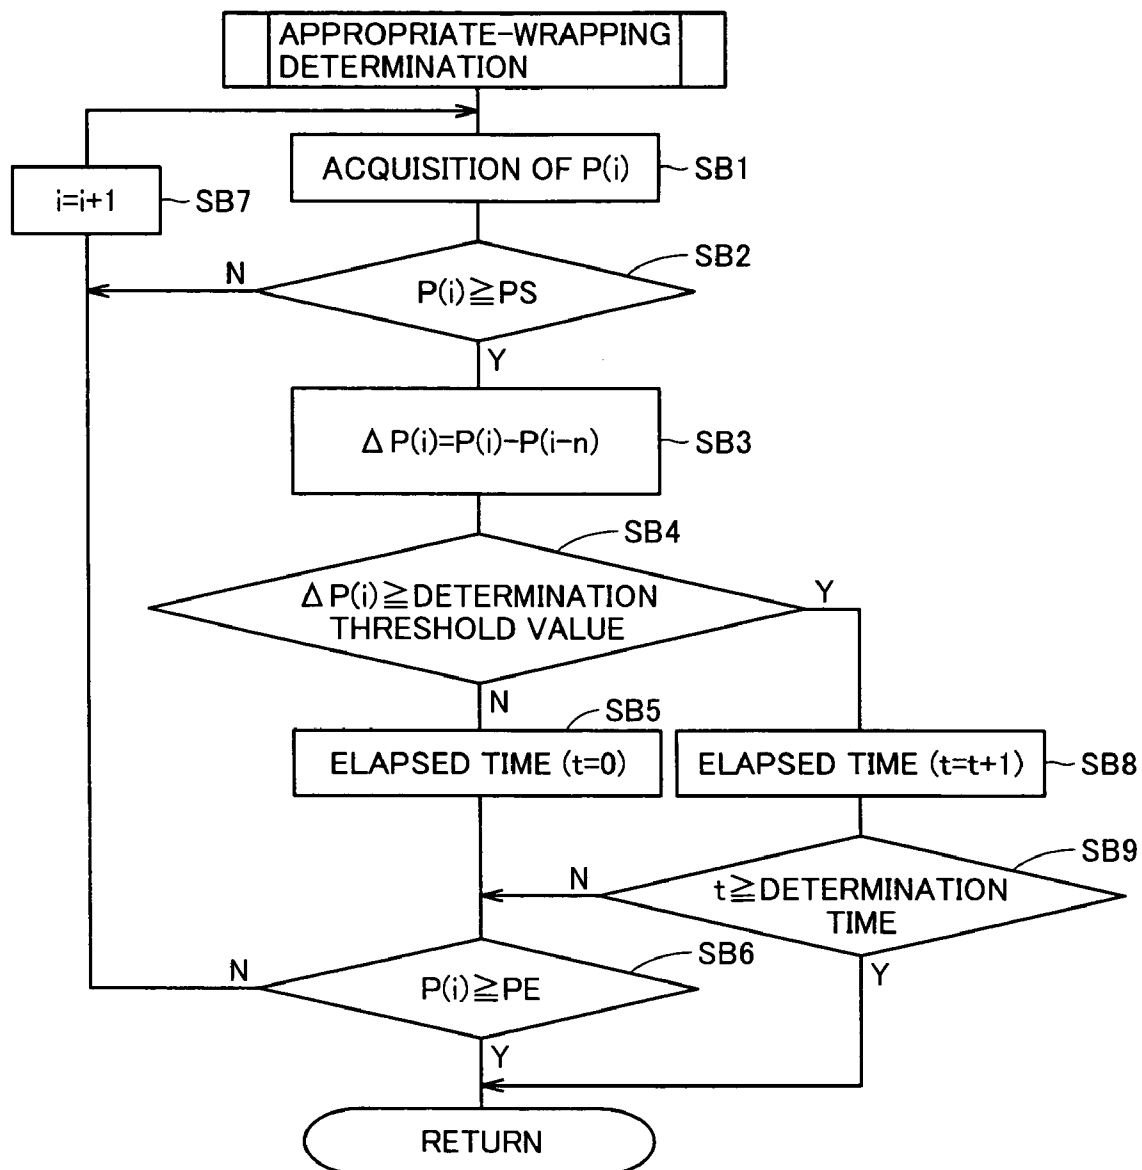 APPROPRIATE-WRAPPING
DETERMINATION
ACQUISITION OF P(i)
SB1
i=i+1
SB7
SB2
N
P(i)≧PS
Y
ΔP(i)=P(i)-P(i-n)
SB3
SB4
ΔP(i)≧DETERMINATION
THRESHOLD VALUE
Y
N
SB5
ELAPSED TIME (t=0)
ELAPSED TIME (t=t+1)
SB8
SB9
N
t≧DETERMINATION
TIME
SB6
N
Y
P(i)≧PE
Y
RETURN